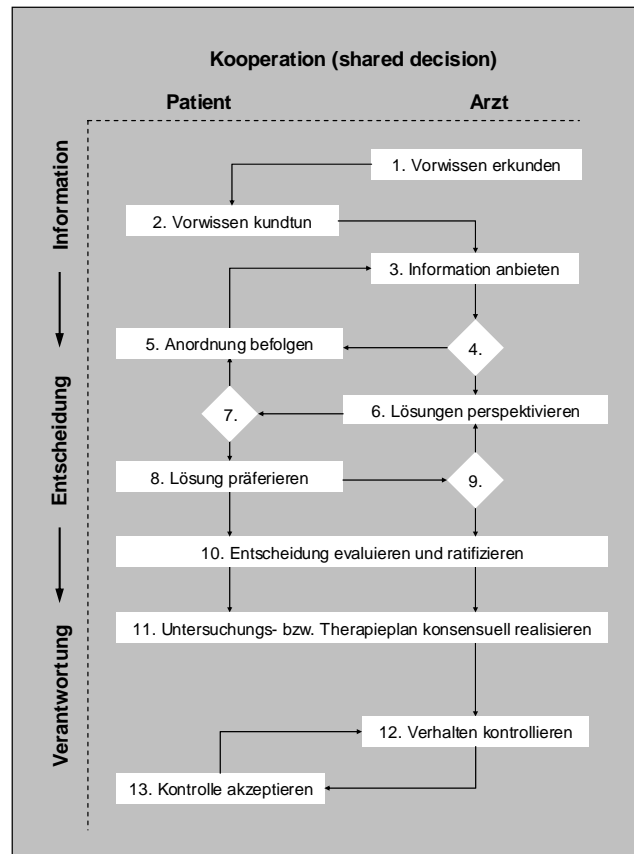 Kooperation (shared decision)
Patient
Arzt
Information
Entscheidung
Verantwortung
1. Vorwissen erkunden
2. Vorwissen kundtun
3. Information anbieten
4.
5. Anordnung befolgen
6. Lösungen perspektivieren
7.
8. Lösung präferieren
9.
10. Entscheidung evaluieren und ratifizieren
11. Untersuchungs- bzw. Therapieplan konsensuell realisieren
12. Verhalten kontrollieren
13. Kontrolle akzeptieren